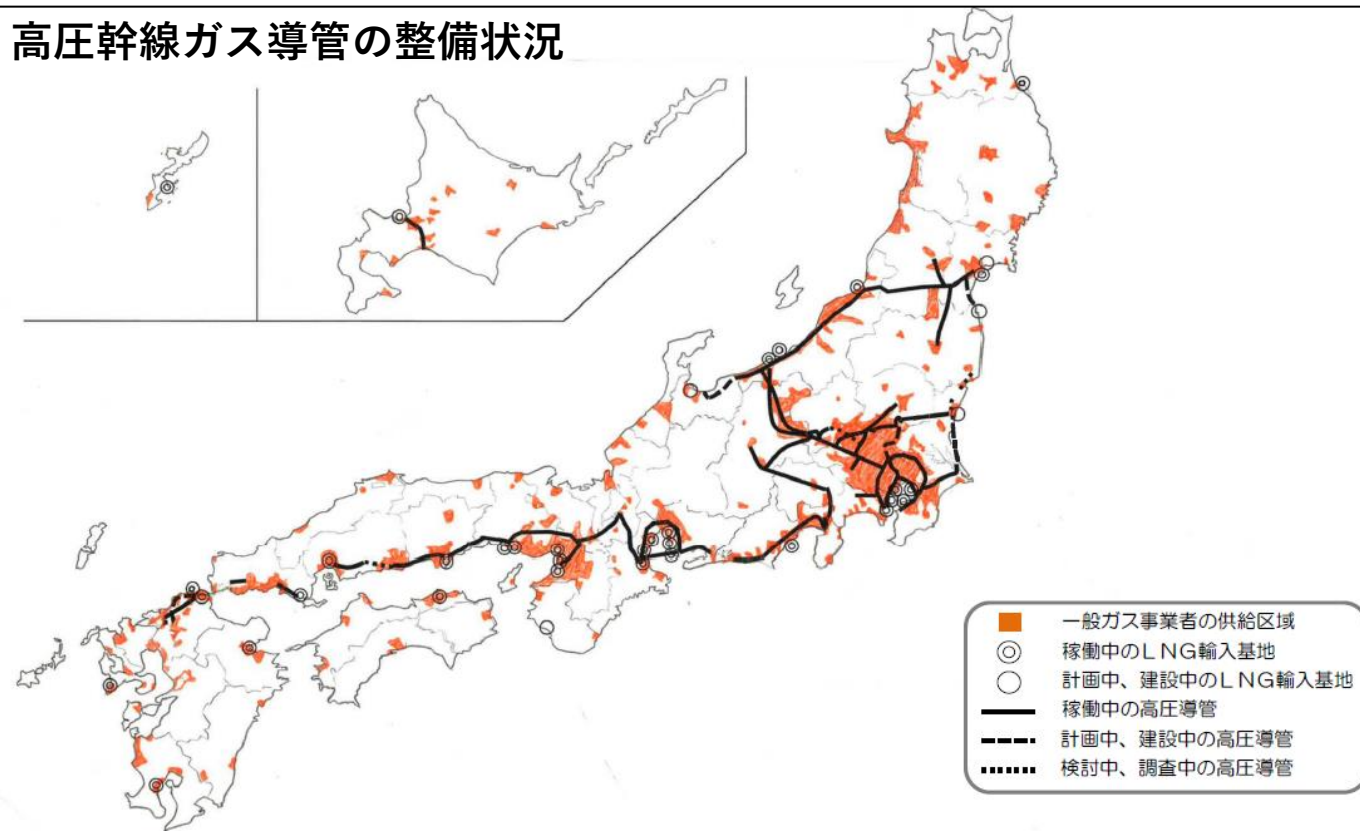 高圧幹線ガス導管の整備状況
一般ガス事業者の供給区域
稼働中のＬＮＧ輸入基地
計画中、建設中のＬＮＧ輸入基地
稼働中の高圧導管
計画中、建設中の高圧導管
検討中、調査中の高圧導管